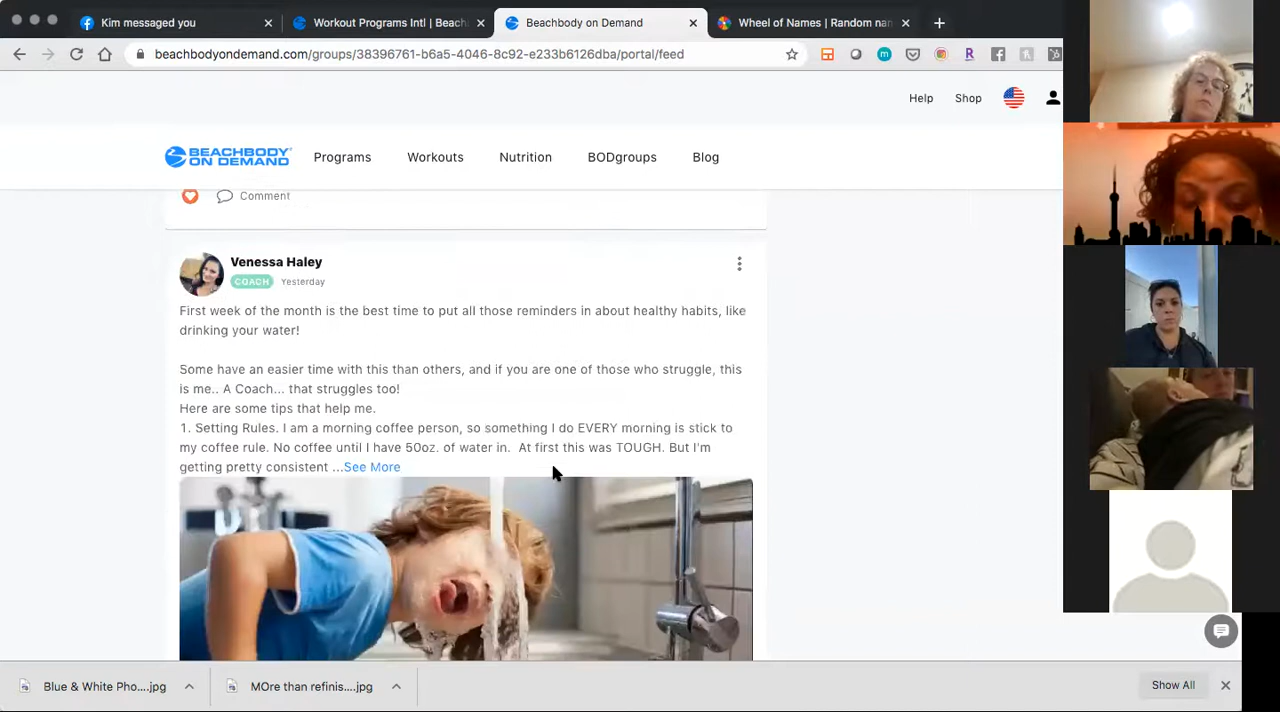 Kim messaged you
Workout Programs Intl | Beach
Beachbody on Demand
Wheel of Names | Random nan
beachbodyondemand.com/groups/38396761-b6a5-4046-8c92-e233b6126dba/portal/feed
Help
Shop
BEACHBODY
ON DEMAND
Programs
Workouts
Nutrition
BODgroups
Blog
Comment
Venessa Haley
COACH
Yesterday
First week of the month is the best time to put all those reminders in about healthy habits, like
drinking your water!
Some have an easier time with this than others, and if you are one of those who struggle, this
is me.. A Coach... that struggles too!
Here are some tips that help me.
1. Setting Rules. I am a morning coffee person, so something I do EVERY morning is stick to
my coffee rule. No coffee until I have 50oz. of water in.  At first this was TOUGH. But I'm
getting pretty consistent ...See More
Blue & White Pho....jpg
MOre than refinis....jpg
Show All